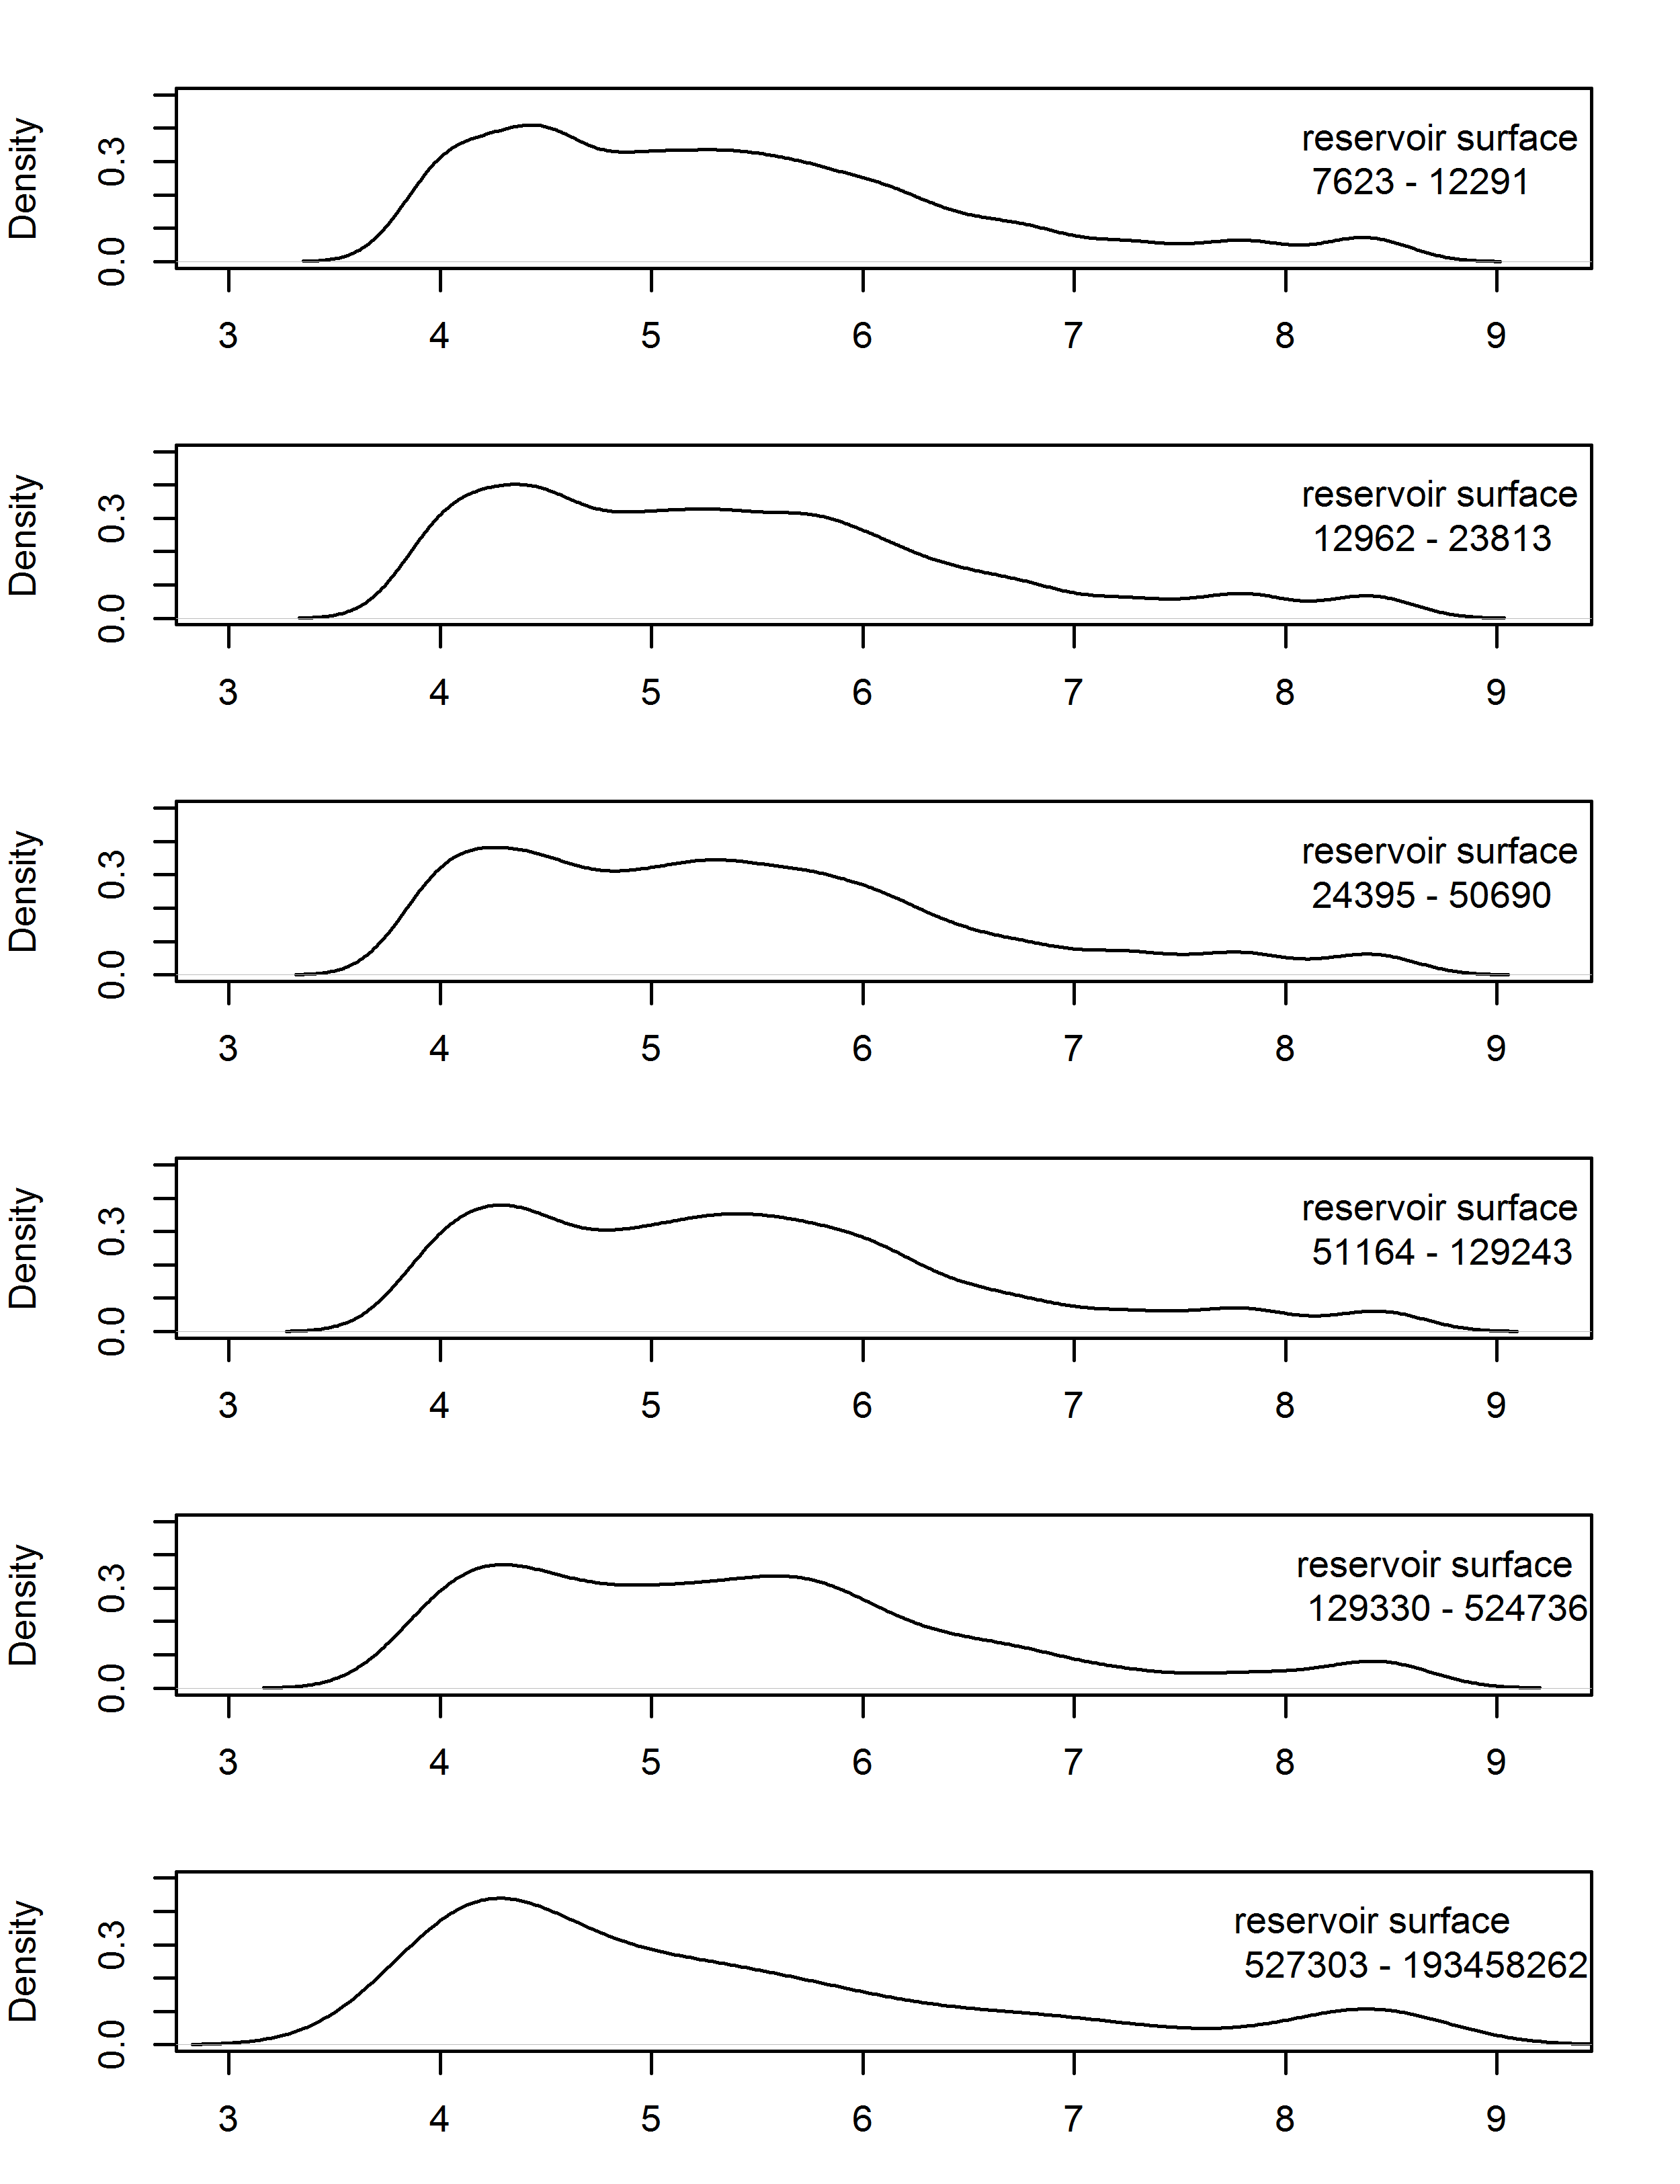 Density
0.0 0.3
reservoir surface
7623 - 12291
3 4 5 6 7 8 9
Density
0.0 0.3
reservoir surface
12962 - 23813
3 4 5 6 7 8 9
Density
0.0 0.3
reservoir surface
24395 - 50690
3 4 5 6 7 8 9
Density
0.0 0.3
reservoir surface
51164 - 129243
3 4 5 6 7 8 9
Density
0.0 0.3
reservoir surface
129330 - 524736
3 4 5 6 7 8 9
Density
0.0 0.3
reservoir surface
527303 - 193458262
3 4 5 6 7 8 9